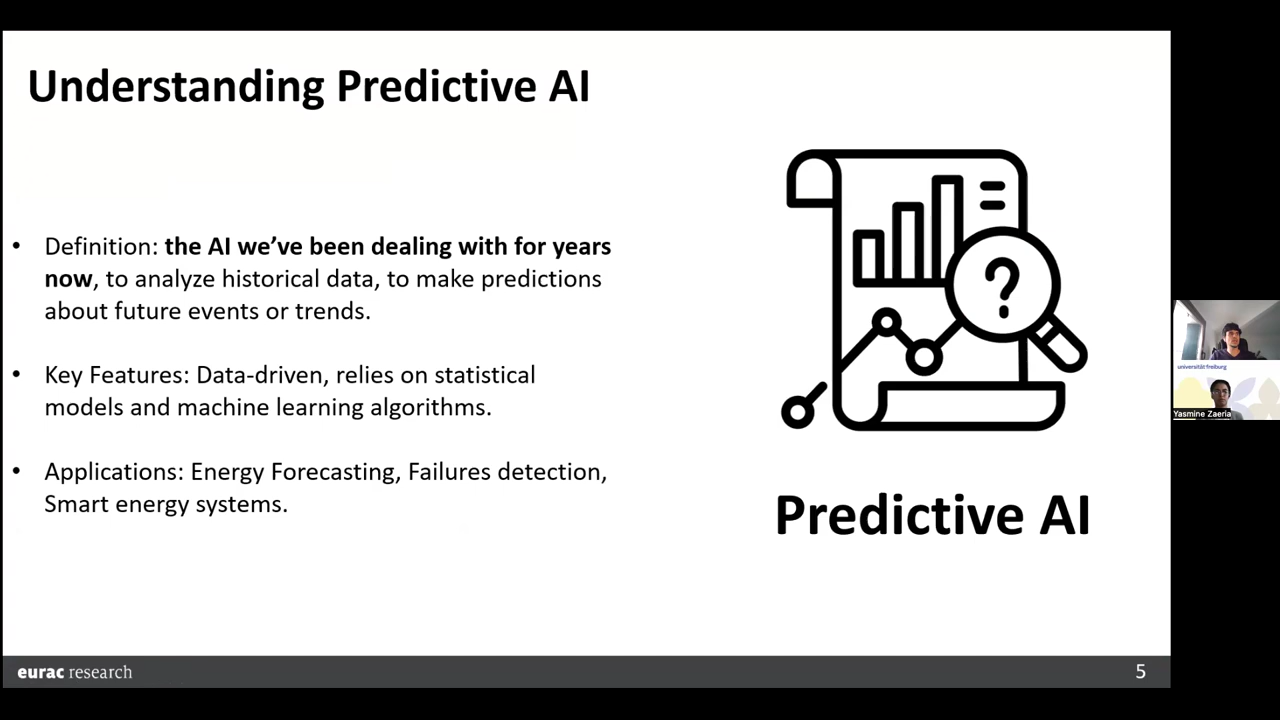 Understanding Predictive AI
• Definition: the AI we’ve been dealing with for years
now, to analyze historical data, to make predictions
about future events or trends.
• Key Features: Data-driven, relies on statistical
models and machine learning algorithms.
• Applications: Energy Forecasting, Failures detection,
Smart energy systems.
?
Predictive AI
universität freiburg
Yasmine Zaeria
eurac research
5